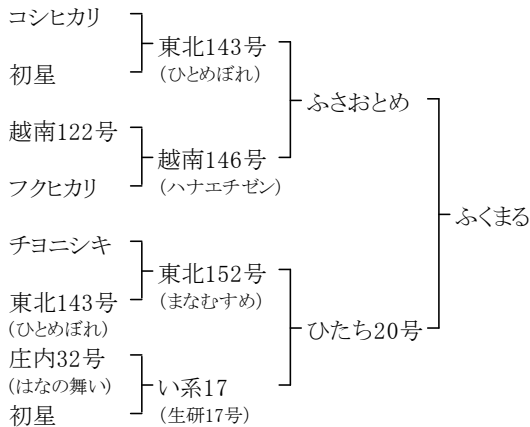 コシヒカリ
初星
東北143号
(ひとめぼれ)
越南122号
フクヒカリ
越南146号
(ハナエチゼン)
ふさおとめ
チヨニシキ
東北143号
(ひとめぼれ)
東北152号
(まなむすめ)
庄内32号
(はなの舞い)
初星
い系17
(生研17号)
ひたち20号
ふくまる